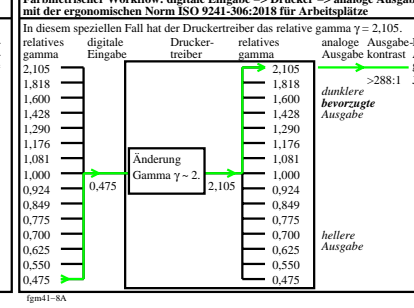 Farbmetrischer Workflow: digitale Eingabe => Drucker => analoge Ausgabe
mit der ergonomischen Norm ISO 9241-306:2018 für Arbeitsplätze
In diesem speziellen Fall hat der Druckertreiber das relative gamma γ = 2,105.
relatives digitale Drucker- relatives analoge Ausgabe-
gamma Eingabe treiber gamma Ausgabe kontrast
2,105 2,105
>288:1
1,818 1,818
dunklere
1,600 1,600
bevorzugte
1,428 1,428
Ausgabe
1,290 1,290
1,176 1,176
1,081 Änderung 1,081
1,000 Gamma γ ~ 2. 1,000
0,475 2,105
0,924 0,924
0,849 0,849
0,775 0,775
0,700 0,700
hellere
0,625 0,625
Ausgabe
0,550 0,550
0,475 0,475
fgm41-8A